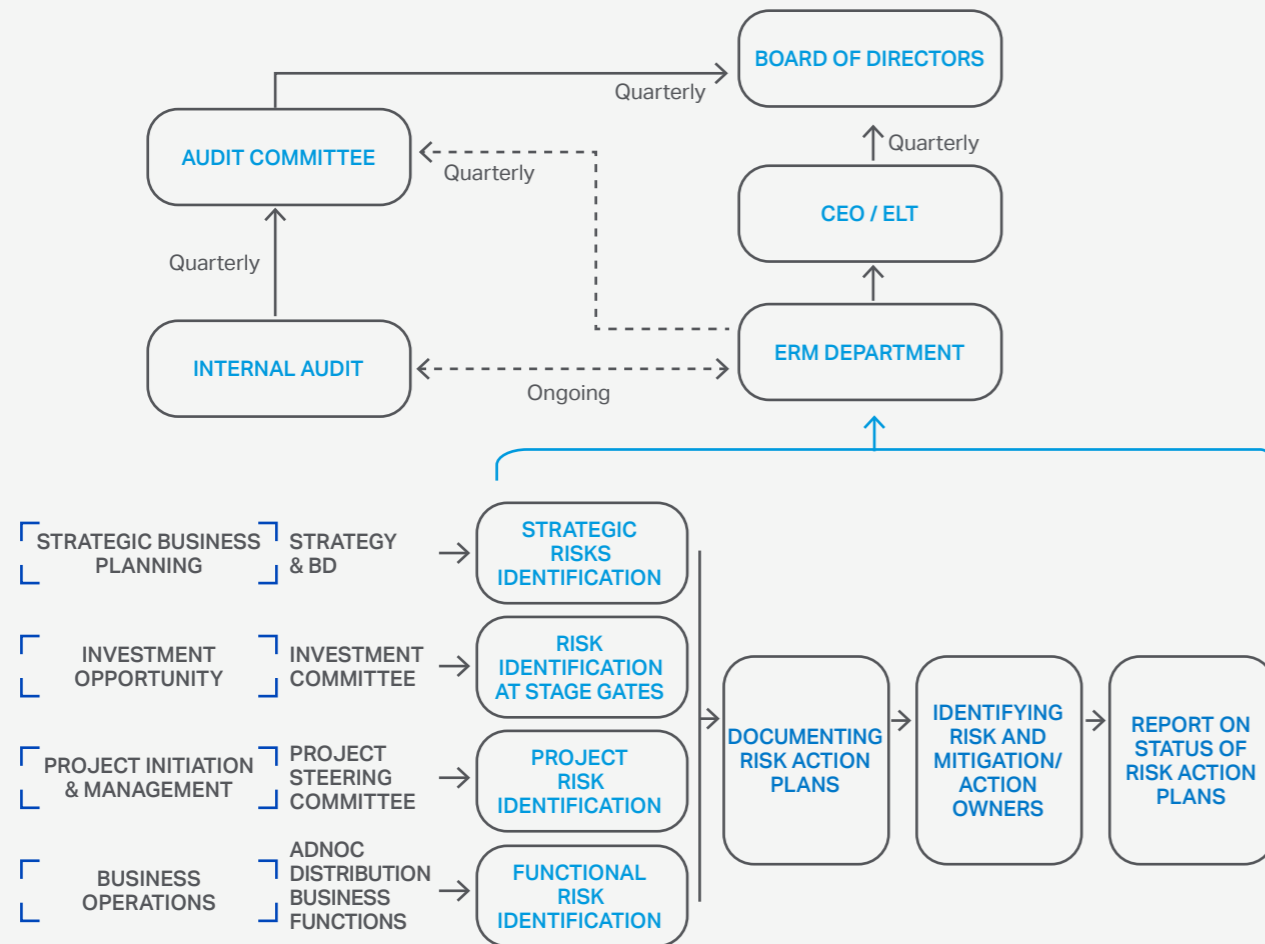 BOARD OF DIRECTORS
Quarterly
AUDIT COMMITTEE
Quarterly
Quarterly
CEO / ELT
Quarterly
INTERNAL AUDIT
ERM DEPARTMENT
Ongoing
STRATEGIC BUSINESS
PLANNING
STRATEGY
& BD
STRATEGIC
RISKS
IDENTIFICATION
INVESTMENT
OPPORTUNITY
INVESTMENT
COMMITTEE
RISK
IDENTIFICATION
AT STAGE GATES
PROJECT INITIATION
& MANAGEMENT
PROJECT
STEERING
COMMITTEE
PROJECT
RISK
IDENTIFICATION
BUSINESS
OPERATIONS
ADNOC
DISTRIBUTION
BUSINESS
FUNCTIONS
FUNCTIONAL
RISK
IDENTIFICATION
DOCUMENTING
RISK ACTION
PLANS
IDENTIFYING
RISK AND
MITIGATION/
ACTION
OWNERS
REPORT ON
STATUS OF
RISK ACTION
PLANS